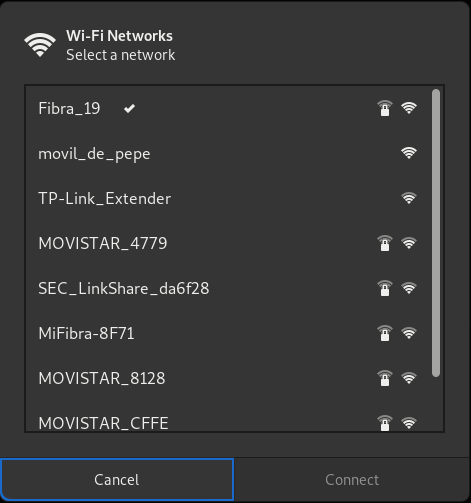 Wi-Fi Networks
Select a network
Fibra_19
movil_de_pepe
TP-Link_Extender
MOVISTAR_4779
SEC_LinkShare_da6f28
MiFibra-8F71
MOVISTAR_8128
MOVISTAR_CFFE
Cancel Connect